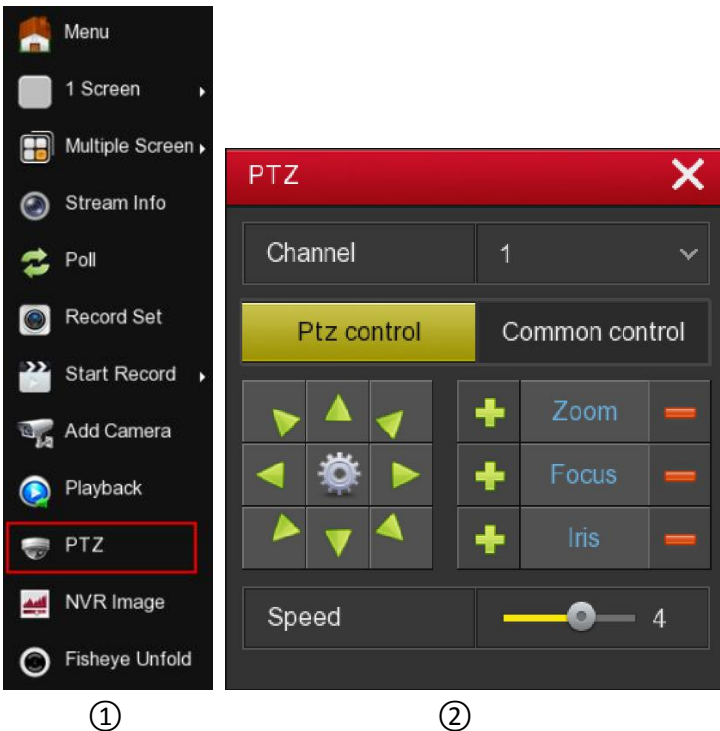 Menu
1 Screen
Multiple Screen
Stream Info
Poll
Record Set
Start Record
Add Camera
Playback
PTZ
NVR Image
Fisheye Unfold
①
PTZ
Channel 1
Ptz control Common control
Zoom
Focus
Iris
Speed 4
②